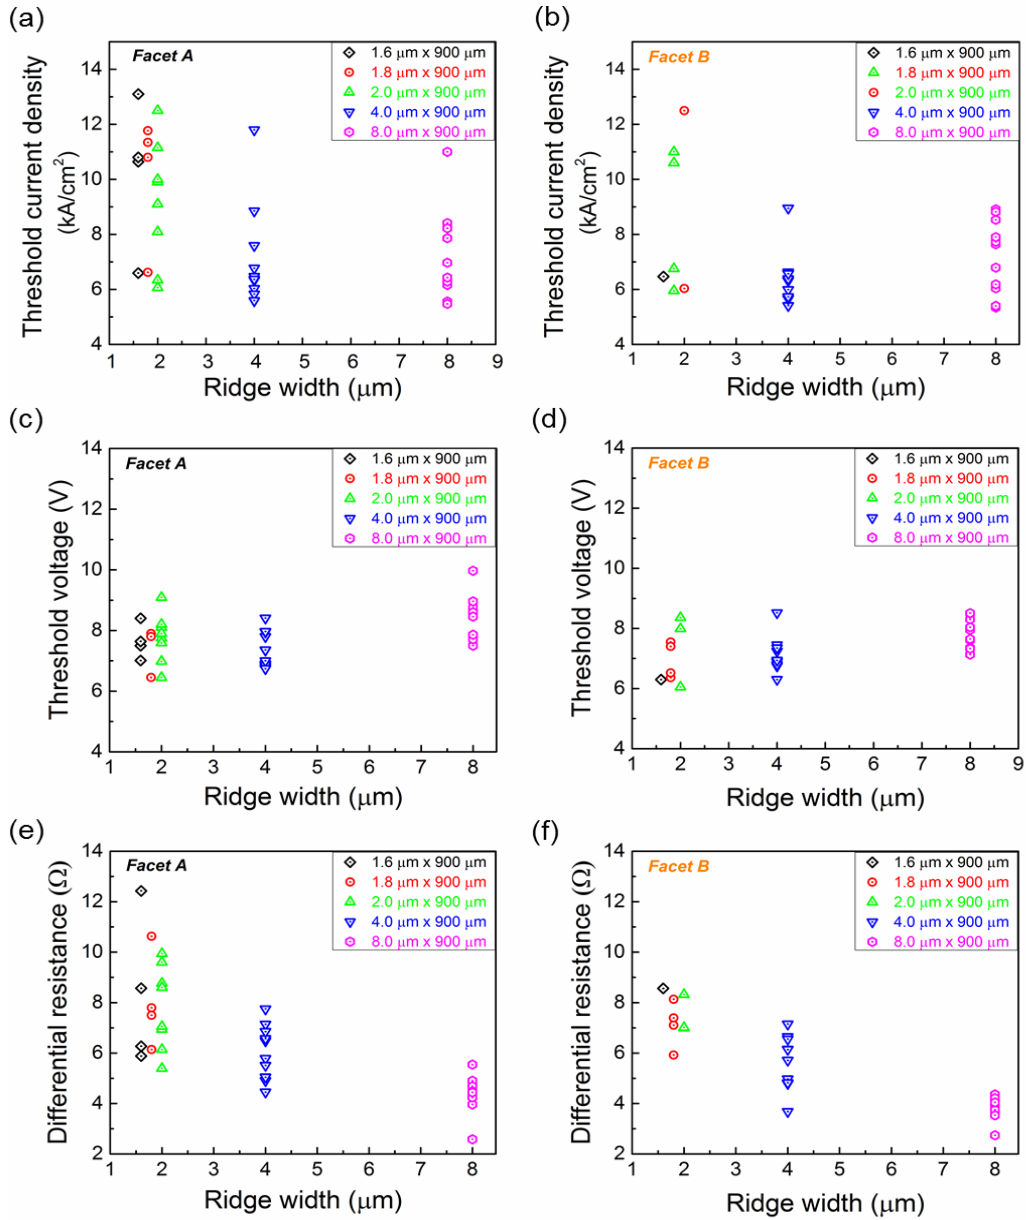 (a)
Threshold current density
(kA/cm²)
14
12
10
8
6
4
Facet A
1.6 μm x 900 μm
1.8 μm x 900 μm
2.0 μm x 900 μm
4.0 μm x 900 μm
8.0 μm x 900 μm
1 2 3 4 5 6 7 8 9
Ridge width (μm)
(b)
Threshold current density
(kA/cm²)
14
12
10
8
6
4
Facet B
1.6 μm x 900 μm
1.8 μm x 900 μm
2.0 μm x 900 μm
4.0 μm x 900 μm
8.0 μm x 900 μm
1 2 3 4 5 6 7 8
Ridge width (μm)
(c)
Threshold voltage (V)
14
12
10
8
6
4
Facet A
1.6 μm x 900 μm
1.8 μm x 900 μm
2.0 μm x 900 μm
4.0 μm x 900 μm
8.0 μm x 900 μm
1 2 3 4 5 6 7 8
Ridge width (μm)
(d)
Threshold voltage (V)
14
12
10
8
6
4
Facet B
1.6 μm x 900 μm
1.8 μm x 900 μm
2.0 μm x 900 μm
4.0 μm x 900 μm
8.0 μm x 900 μm
1 2 3 4 5 6 7 8 9
Ridge width (μm)
(e)
Differential resistance (Ω)
14
12
10
8
6
4
2
Facet A
1.6 μm x 900 μm
1.8 μm x 900 μm
2.0 μm x 900 μm
4.0 μm x 900 μm
8.0 μm x 900 μm
1 2 3 4 5 6 7 8
Ridge width (μm)
(f)
Differential resistance (Ω)
14
12
10
8
6
4
2
Facet B
1.6 μm x 900 μm
1.8 μm x 900 μm
2.0 μm x 900 μm
4.0 μm x 900 μm
8.0 μm x 900 μm
1 2 3 4 5 6 7 8
Ridge width (μm)